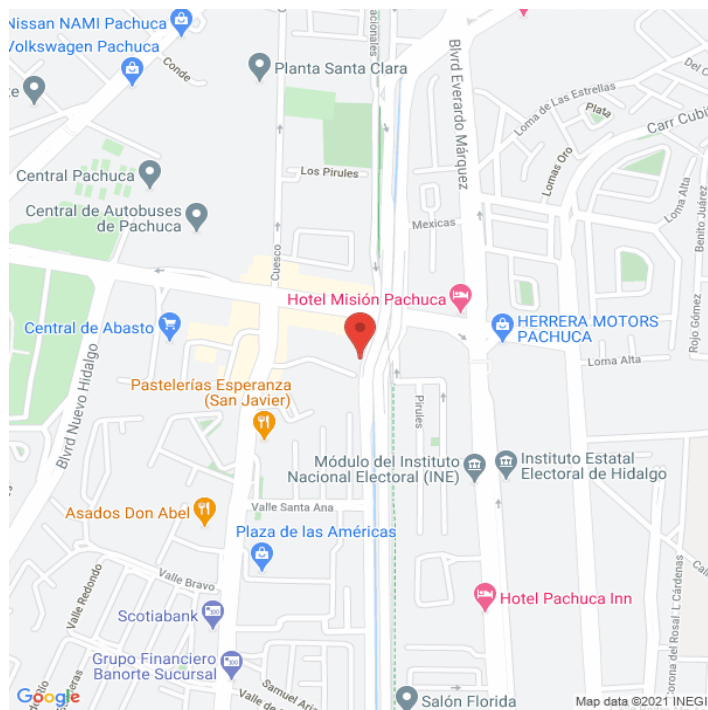 Nissan NAMI Pachuca
Volkswagen Pachuca
Conde
Planta Santa Clara
acionales
Blvrd Everardo Márquez
Loma de Las Estrellas
Plata
Del C
Carr Cubi
Lomas Oro
Loma Alta
Benito Juárez
Los Pirules
Central Pachuca
Central de Autobuses
de Pachuca
Cuesco
Mexicas
Hotel Misión Pachuca
HERRERA MOTORS
PACHUCA
Rojo Gómez
Central de Abasto
Loma Alta
Blvrd Nuevo Hidalgo
Pastelerías Esperanza
(San Javier)
Pirules
Módulo del Instituto
Nacional Electoral (INE)
Instituto Estatal
Electoral de Hidalgo
Asados Don Abel
Valle Santa Ana
Plaza de las Américas
Valle Bravo
Valle Redondo
Scotiabank
Hotel Pachuca Inn
Grupo Financiero
Banorte Sucursal
Corona del Rosal
L. Cárdenas
Google
Salón Florida
Map data ©2021 INEGI